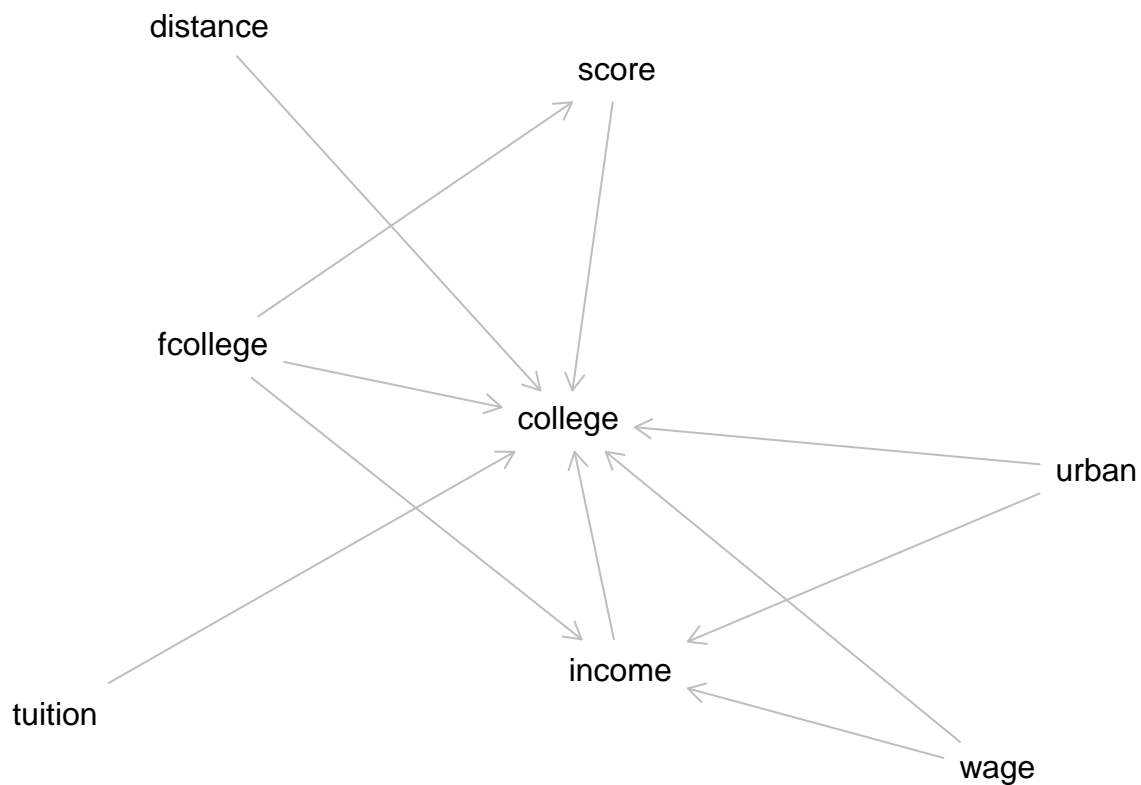 distance
score
fcollege
college
urban
income
tuition
wage